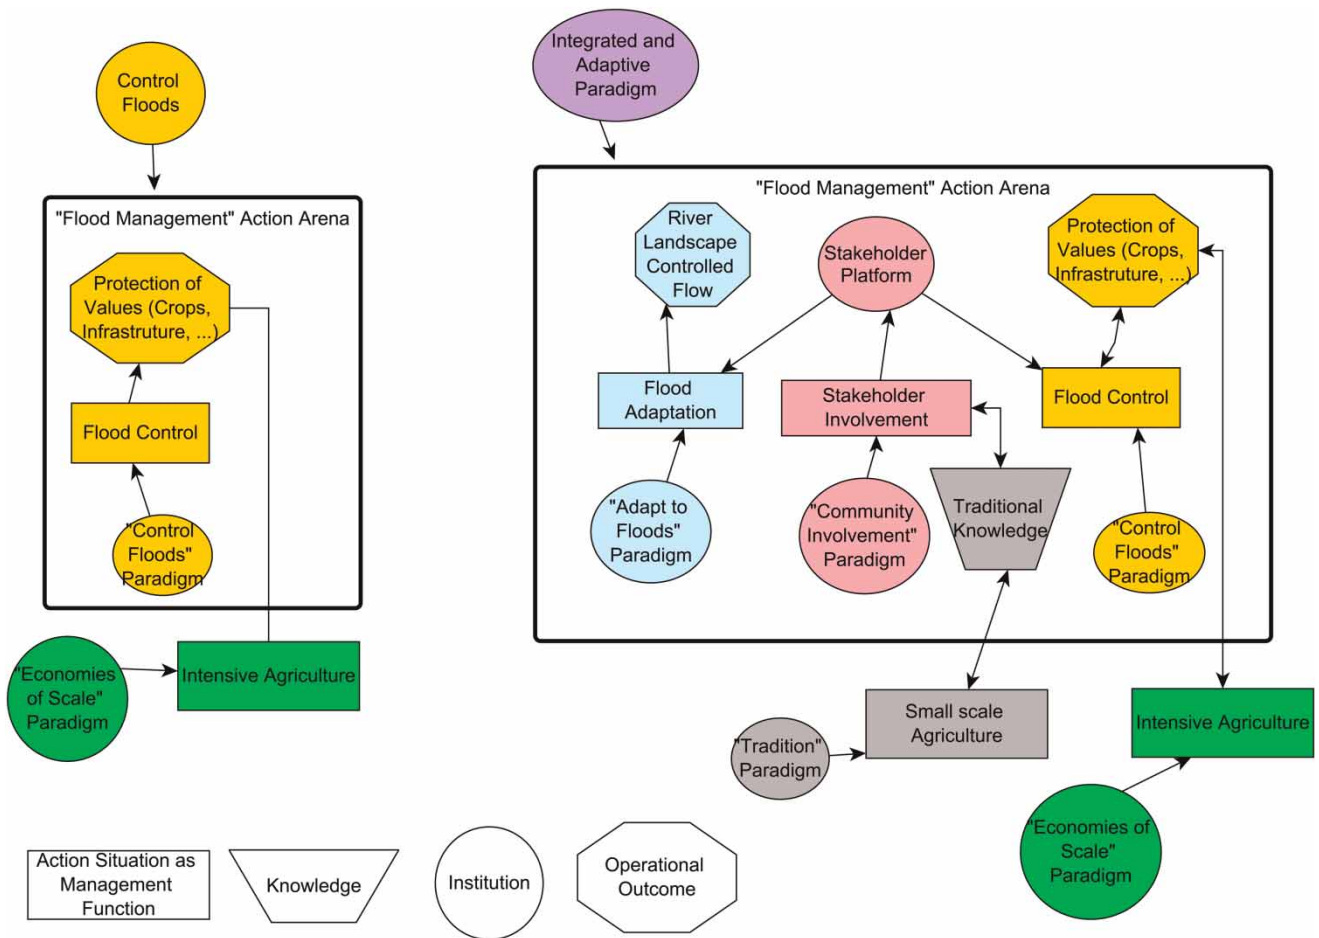 Control
Floods
"Flood Management" Action Arena
Protection of
Values (Crops,
Infrastruture, ...)
Flood Control
"Control
Floods"
Paradigm
"Economies
of Scale"
Paradigm
Intensive Agriculture
Integrated and
Adaptive
Paradigm
"Flood Management" Action Arena
River
Landscape
Controlled
Flow
Stakeholder
Platform
Protection of
Values (Crops,
Infrastruture, ...)
Flood
Adaptation
Stakeholder
Involvement
Flood Control
"Adapt to
Floods"
Paradigm
"Community
Involvement"
Paradigm
Traditional
Knowledge
"Control
Floods"
Paradigm
Small scale
Agriculture
"Tradition"
Paradigm
Intensive Agriculture
"Economies of
Scale"
Paradigm
Action Situation as
Management
Function
Knowledge
Institution
Operational
Outcome